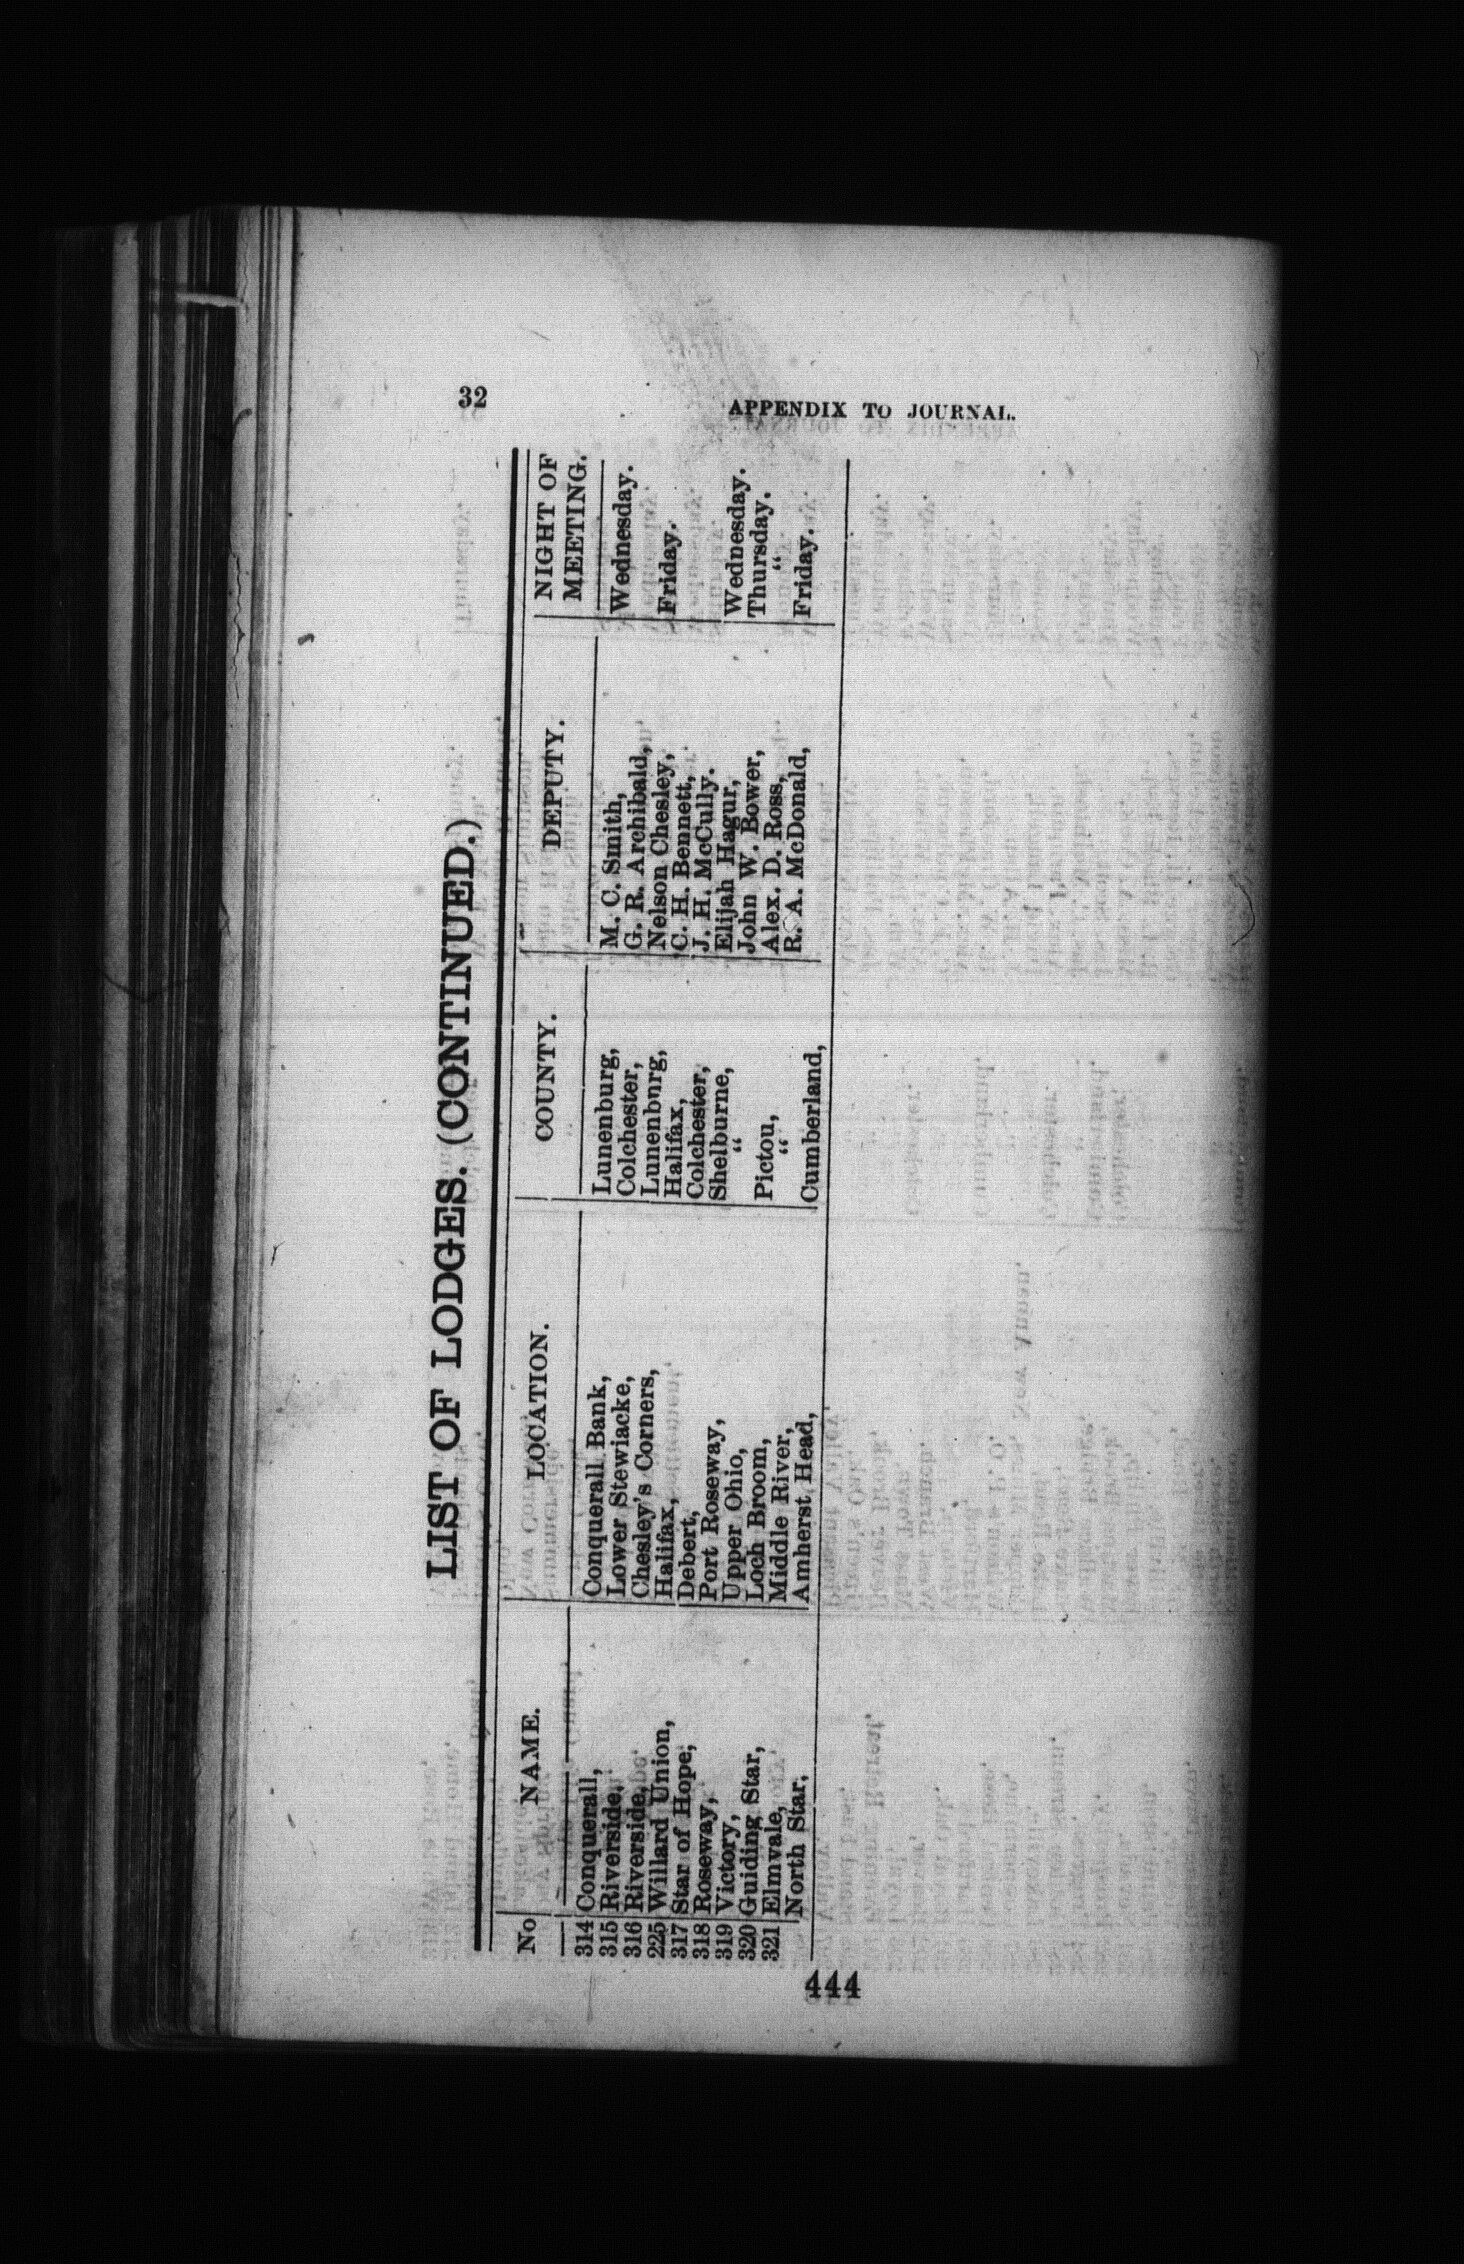 32
APPENDIX TO JOURNAL.
LIST OF LODGES. (CONTINUED.)
No NAME. LOCATION. COUNTY. DEPUTY. NIGHT OF MEETING.
314 Conquerall, Conquerall Bank, Lunenburg, M. C. Smith, Wednesday.
315 Riverside, Lower Stewiacke, Colchester, G. R. Archibald,
316 Riverside, Chesley's Corners, Lunenbnrg, Nelson Chesley, Friday.
225 Willard Union, Halifax, Halifax, C. H. Bennett,
317 Star of Hope, Debert, Colchester, J. H. McCully.
318 Roseway, Port Roseway, Shelburne, Elijah Hagur, Wednesday.
319 Victory, Upper Ohio, “ John W. Bower, Thursday.
320 Guiding Star, Loch Broom, Pictou, Alex. D. Ross, “
321 Elmvale, Middle River, “ R. A. McDonald, Friday.
North Star. Amherst Head, Cumberland,
444